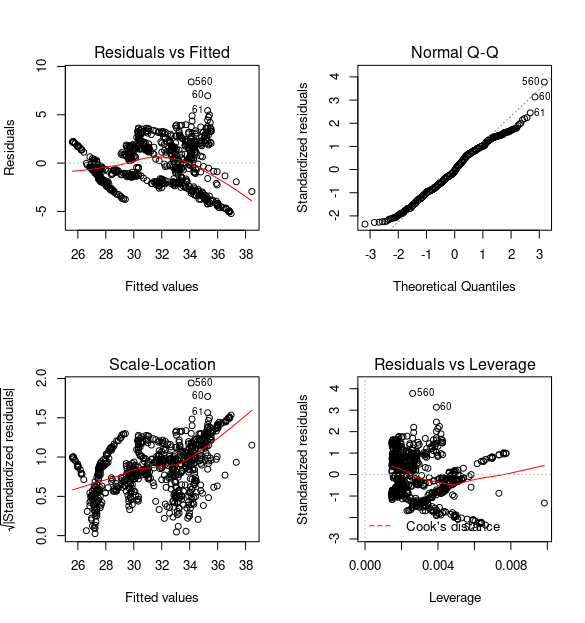 Residuals vs Fitted
Residuals
10
5
0
-5
560
60
61
26 28 30 32 34 36 38
Fitted values
Normal Q-Q
Standardized residuals
4
3
2
1
0
-1
-2
560
60
61
-3 -2 -1 0 1 2 3
Theoretical Quantiles
Scale-Location
√|Standardized residuals|
2.0
1.5
1.0
0.5
0.0
560
60
61
26 28 30 32 34 36 38
Fitted values
Residuals vs Leverage
Standardized residuals
4
3
2
1
0
-1
-3
560
60
Cook's distance
0.000 0.004 0.008
Leverage